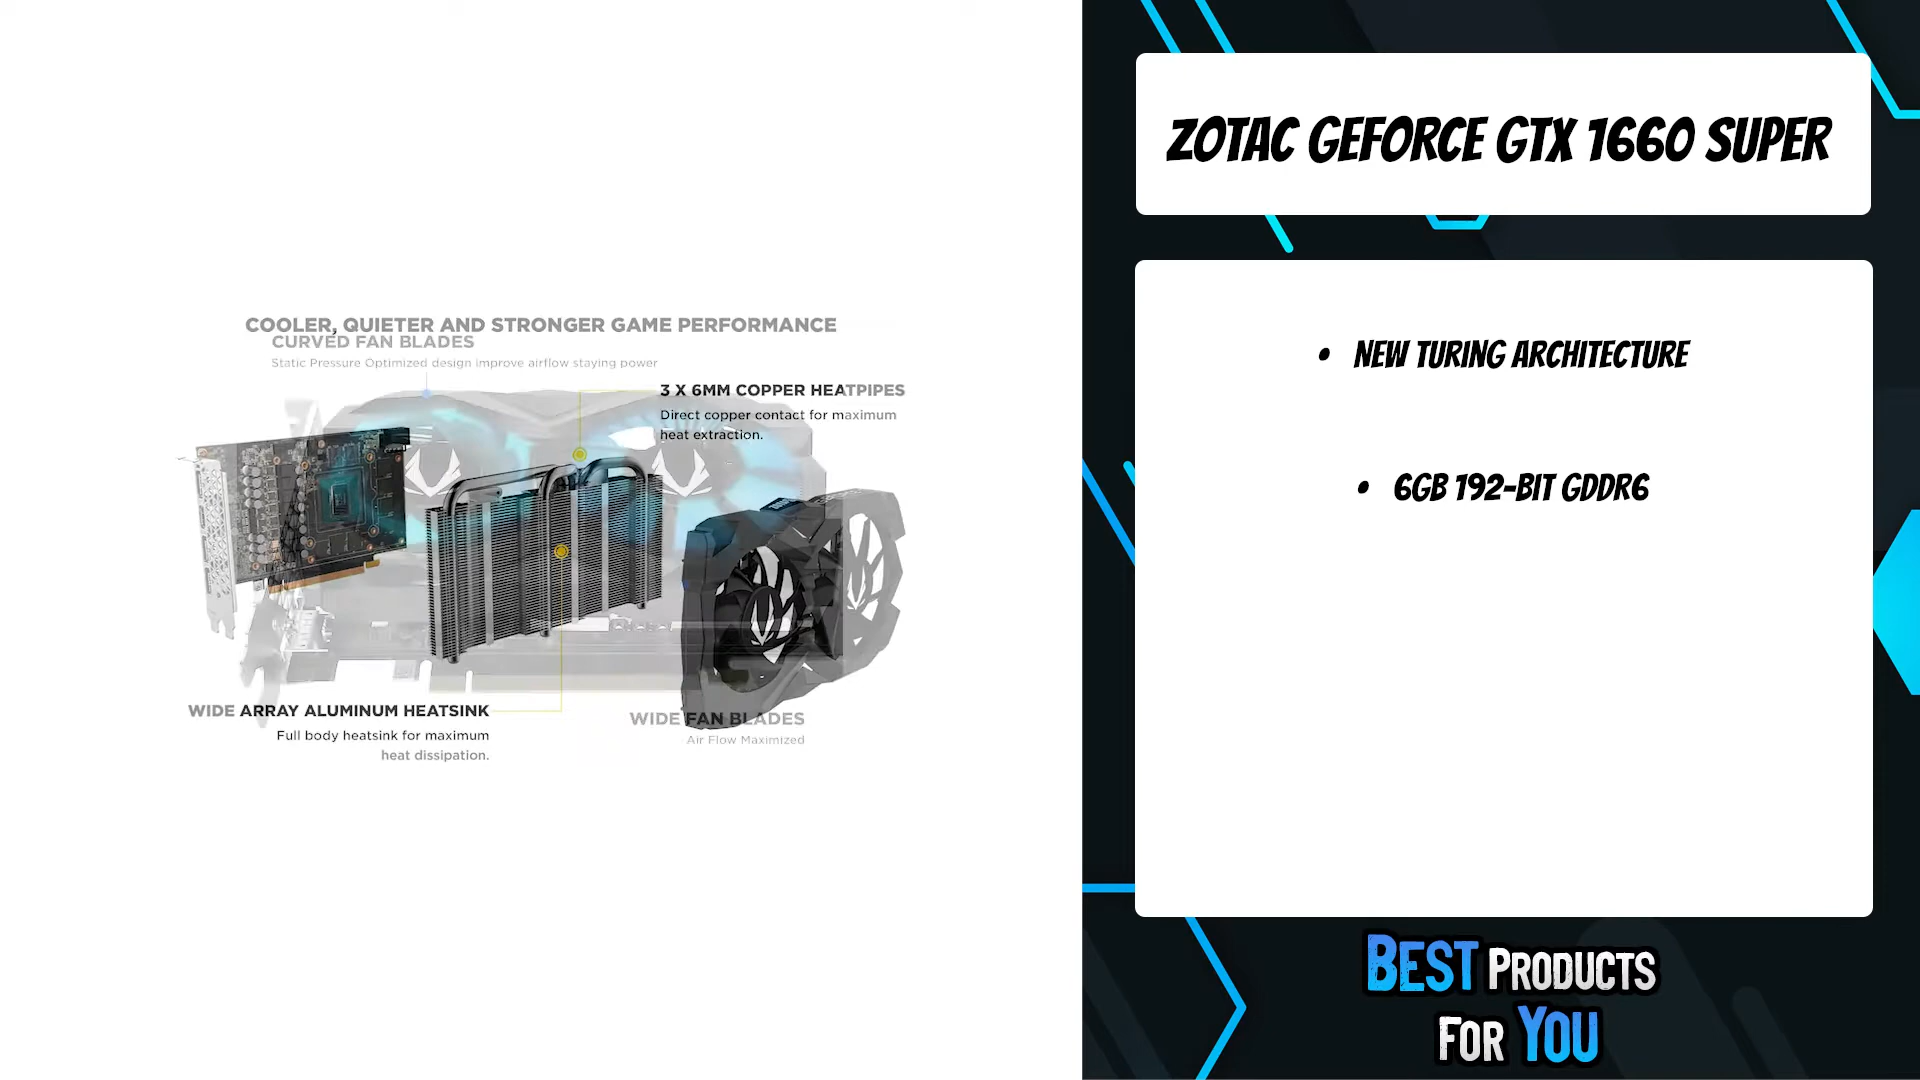 COOLER, QUIETER AND STRONGER GAME PERFORMANCE
CURVED FAN BLADES
Static Pressure Optimized design improve airflow staying power
3 X 6MM COPPER HEATPIPES
Direct copper contact for maximum
heat extraction.
WIDE ARRAY ALUMINUM HEATSINK
Full body heatsink for maximum
heat dissipation.
WIDE FAN BLADES
Air Flow Maximized
ZOTAC GEFORCE GTX 1660 SUPER
• NEW TURING ARCHITECTURE
• 6GB 192-BIT GDDR6
BEST PRODUCTS
FOR YOU